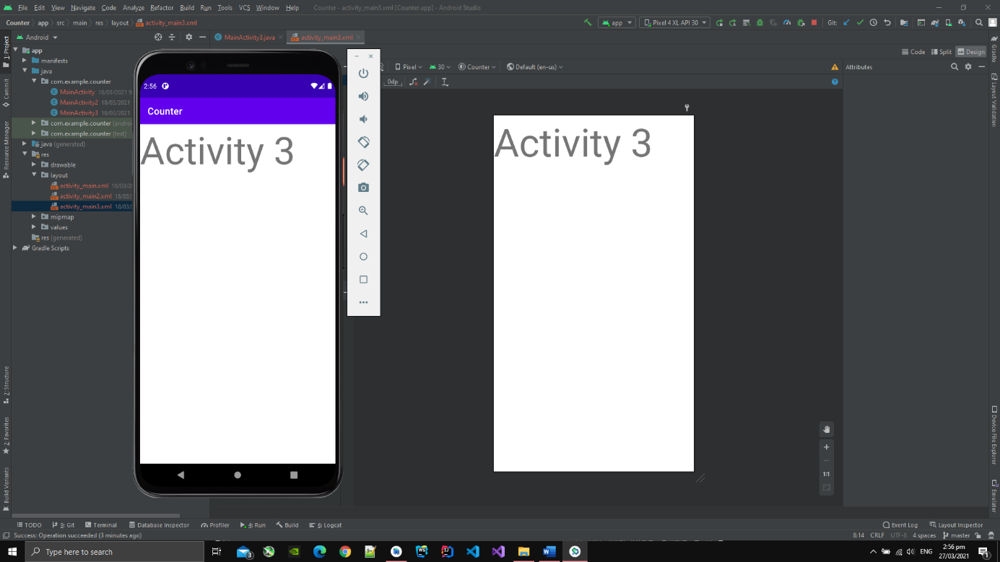 File Edit View Navigate Code Analyze Refactor Build Run Tools VCS Window Help Counter - activity_main3.xml [Counter.app] - Android Studio
Counter app src main res layout activity_main3.xml app Pixel 4 XL API 30 Git:
Android MainActivity3.java activity_main3.xml
Code Split Design
Pixel 30 Counter Default (en-us) Attributes
0dp
1: Project
Commit
Resource Manager
Z: Structure
2: Favorites
Build Variants
app
manifests
java
com.example.counter
MainActivity 18/03/2021 9
MainActivity2 18/03/2021
MainActivity3 18/03/2021
com.example.counter (andro
com.example.counter (test)
java (generated)
res
drawable
layout
activity_main.xml 18/03/20
activity_main2.xml 18/03/
activity_main3.xml 18/03/
mipmap
values
res (generated)
Gradle Scripts
2:56
Counter
Activity 3
Activity 3
1:1
Gradle
Layout Validation
Device File Explorer
Emulator
TODO 9: Git Terminal Database Inspector Profiler 4: Run Build 6: Logcat Event Log Layout Inspector
Success: Operation succeeded (3 minutes ago) 8:14 CRLF UTF-8 4 spaces master
Type here to search 3 ENG 2:56 pm
27/03/2021 1